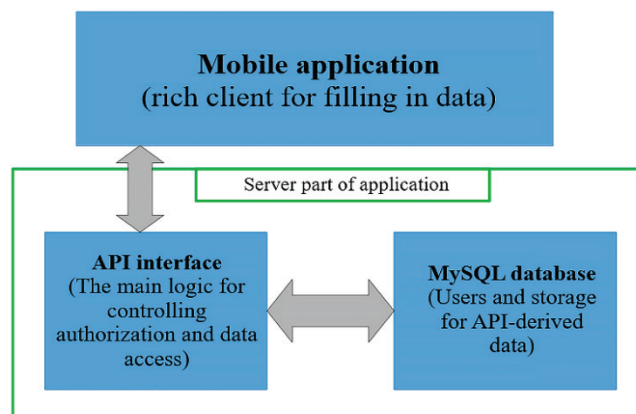 Mobile application
(rich client for filling in data)
Server part of application
API interface
(The main logic for
controlling
authorization and data
access)
MySQL database
(Users and storage
for API-derived
data)